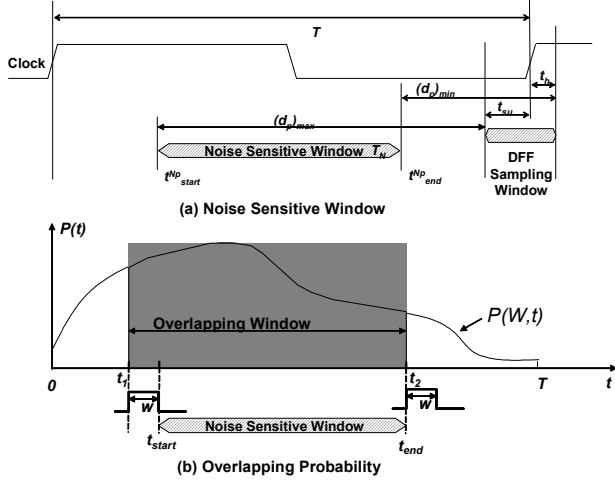 T
Clock
t_h
(d_p)_min
t_su
(d_p)_max
Noise Sensitive Window T_N
DFF
Sampling
Window
t^Np_start
t^Np_end
(a) Noise Sensitive Window
P(t)
P(W,t)
Overlapping Window
0
t_1
t_2
T
t
W
W
t_start
Noise Sensitive Window
t_end
(b) Overlapping Probability